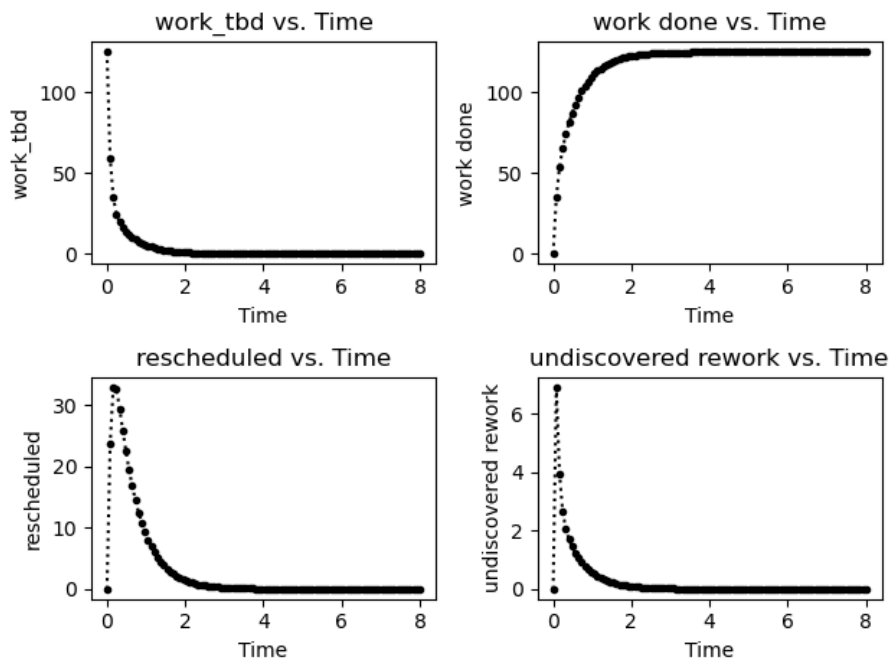 work_tbd vs. Time
100
50
0
work_tbd
0 2 4 6 8
Time
work done vs. Time
100
50
0
work done
0 2 4 6 8
Time
rescheduled vs. Time
30
20
10
0
rescheduled
0 2 4 6 8
Time
undiscovered rework vs. Time
6
4
2
0
undiscovered rework
0 2 4 6 8
Time